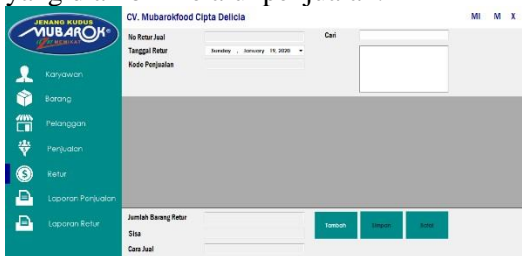 JENANG KUDUS
MUBAROK®
CV. Mubarokfood Cipta Delicia
MI M X
No Retur Jual
Cari
Tanggal Retur
Sunday , January 19, 2020
Kode Penjualan
Karyawan
Barang
Pelanggan
Penjualan
Retur
Laporan Penjualan
Laporan Retur
Jumlah Barang Retur
Sisa
Cara Jual
Tambah
Simpan
Batal